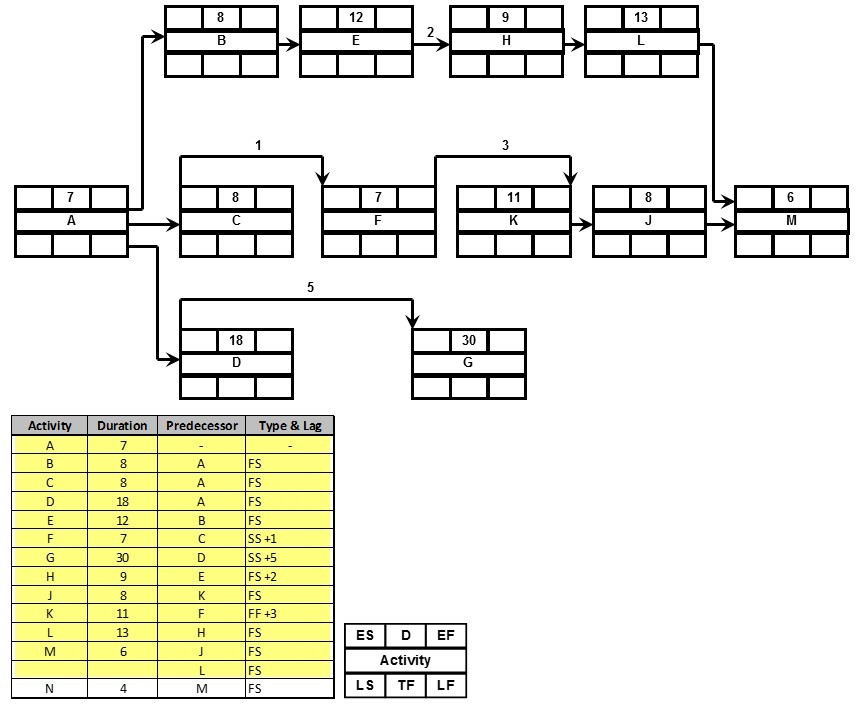 8 12 9 13
B E 2 H L
1 3
7 8 7 11 8 6
A C F K J M
5
18 30
D G
Activity Duration Predecessor Type & Lag
A 7 - -
B 8 A FS
C 8 A FS
D 18 A FS
E 12 B FS
F 7 C SS +1
G 30 D SS +5
H 9 E FS +2
J 8 K FS
K 11 F FF +3
L 13 H FS
M 6 J FS
L FS
N 4 M FS
ES D EF
Activity
LS TF LF